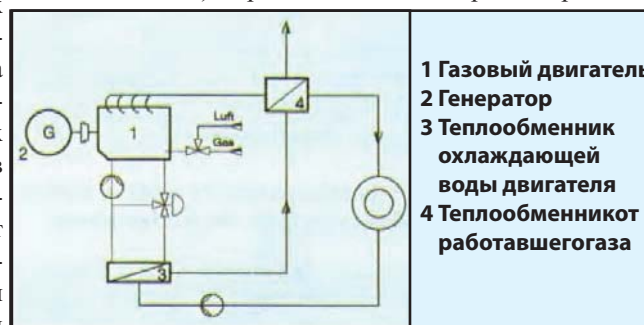 Luft
Gas
G
1
2
3
4
1 Газовый двигатель
2 Генератор
3 Теплообменник
охлаждающей
воды двигателя
4 Теплообменникот
работавшегогаза